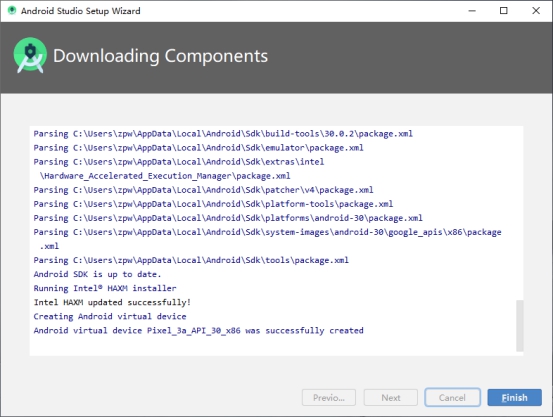 Android Studio Setup Wizard
Downloading Components
Parsing C:\Users\zpw\AppData\Local\Android\Sdk\build-tools\30.0.2\package.xml
Parsing C:\Users\zpw\AppData\Local\Android\Sdk\emulator\package.xml
Parsing C:\Users\zpw\AppData\Local\Android\Sdk\extras\intel
\Hardware_Accelerated_Execution_Manager\package.xml
Parsing C:\Users\zpw\AppData\Local\Android\Sdk\patcher\v4\package.xml
Parsing C:\Users\zpw\AppData\Local\Android\Sdk\platform-tools\package.xml
Parsing C:\Users\zpw\AppData\Local\Android\Sdk\platforms\android-30\package.xml
Parsing C:\Users\zpw\AppData\Local\Android\Sdk\system-images\android-30\google_apis\x86\package
.xml
Parsing C:\Users\zpw\AppData\Local\Android\Sdk\tools\package.xml
Android SDK is up to date.
Running Intel® HAXM installer
Intel HAXM updated successfully!
Creating Android virtual device
Android virtual device Pixel_3a_API_30_x86 was successfully created
Previo... Next Cancel Finish